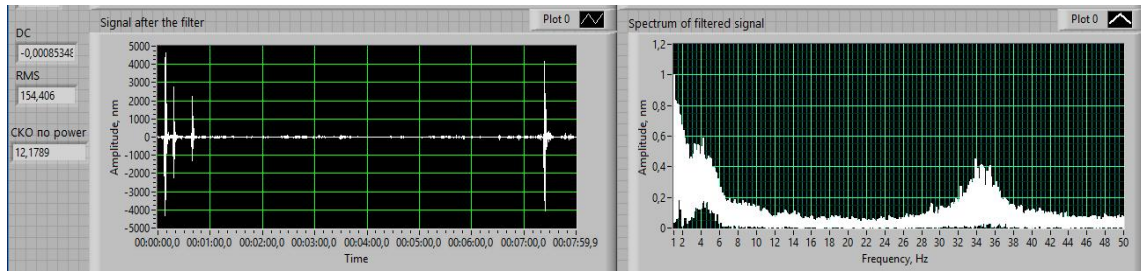 DC
-0,00085348
RMS
154,406
СКО по power
12,1789
Signal after the filter
Plot 0
Amplitude, nm
5000
4000
3000
2000
1000
0
-1000
-2000
-3000
-4000
-5000
00:00:00,0 00:01:00,0 00:02:00,0 00:03:00,0 00:04:00,0 00:05:00,0 00:06:00,0 00:07:00,0 00:07:59,9
Time
Spectrum of filtered signal
Plot 0
Amplitude, nm
1,2
1
0,8
0,6
0,4
0,2
0
1 2 4 6 8 10 12 14 16 18 20 22 24 26 28 30 32 34 36 38 40 42 44 46 48 50
Frequency, Hz